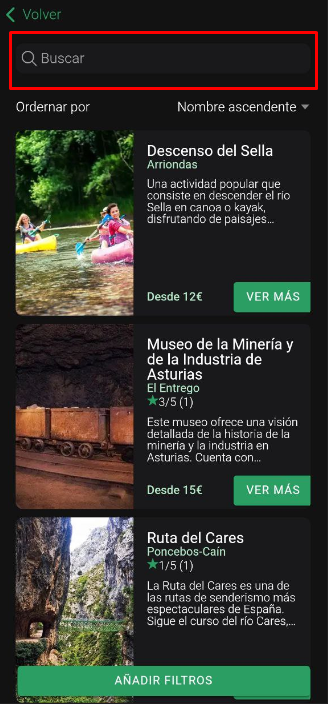 Volver
Buscar
Ordernar por
Nombre ascendente
Descenso del Sella
Arriondas
Una actividad popular que
consiste en descender el río
Sella en canoa o kayak,
disfrutando de paisajes...
Desde 12€
VER MÁS
Museo de la Minería y
de la Industria de
Asturias
El Entrego
3/5 (1)
Este museo ofrece una visión
detallada de la historia de la
minería y la industria en
Asturias. Cuenta con...
Desde 15€
VER MÁS
Ruta del Cares
Poncebos-Caín
1/5 (1)
La Ruta del Cares es una de
las rutas de senderismo más
espectaculares de España.
Sigue el curso del río Cares,...
AÑADIR FILTROS